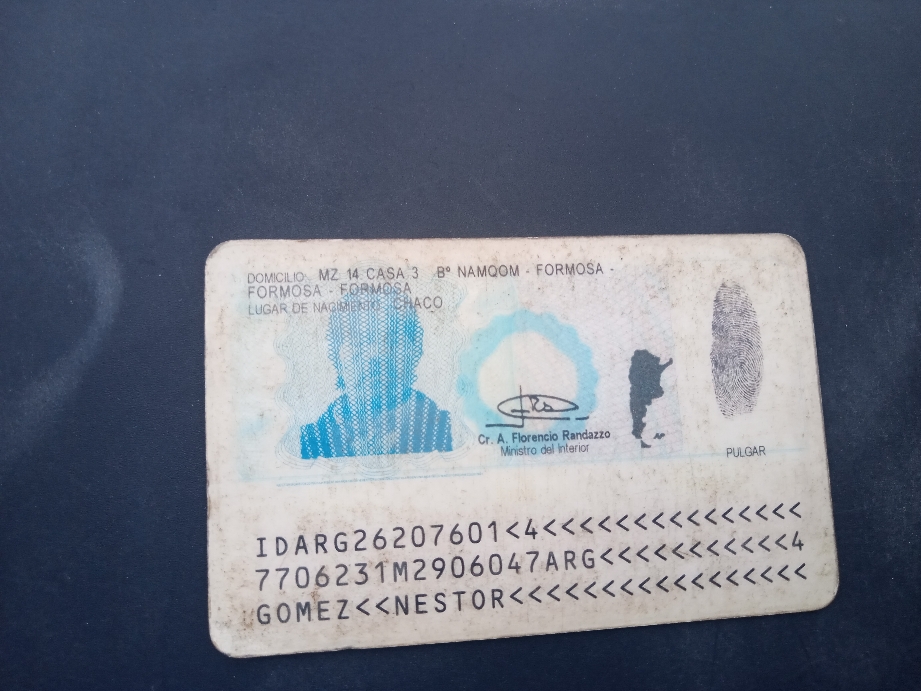 DOMICILIO: MZ 14 CASA 3 Bº NAMQOM - FORMOSA -
FORMOSA - FORMOSA
LUGAR DE NACIMIENTO: CHACO
Cr. A. Florencio Randazzo
Ministro del Interior
PULGAR
IDARG26207601<4<<<<<<<<<<<<<<<
7706231M2906047ARG<<<<<<<<<<<4
GOMEZ<<NESTOR<<<<<<<<<<<<<<<<<